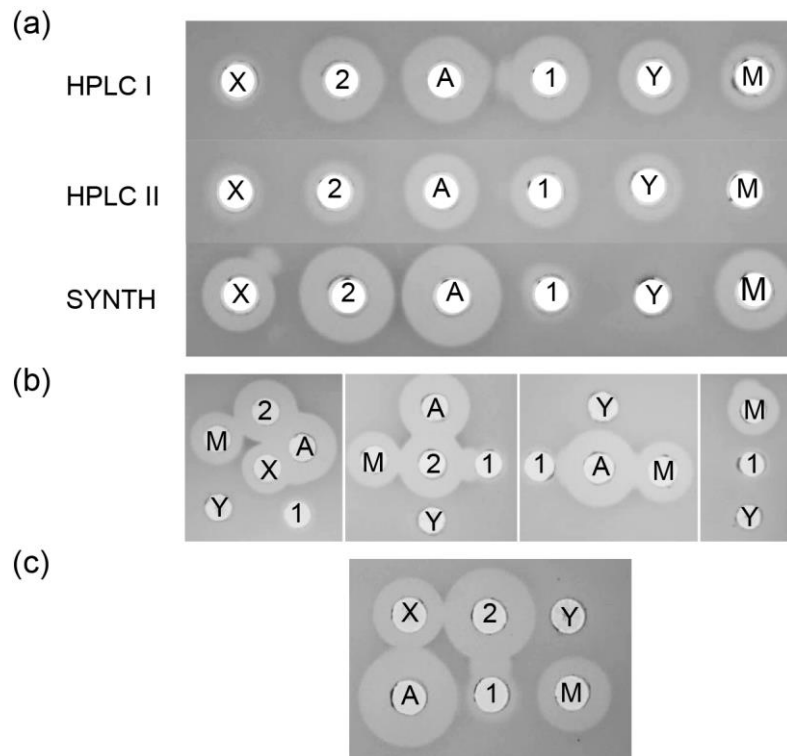 (a)
HPLC I X 2 A 1 Y M
HPLC II X 2 A 1 Y M
SYNTH X 2 A 1 Y M
(b)
2
M A
X
Y 1
A
M 2 1
Y
Y
1 A M
M
1
Y
(c)
X 2 Y
A 1 M